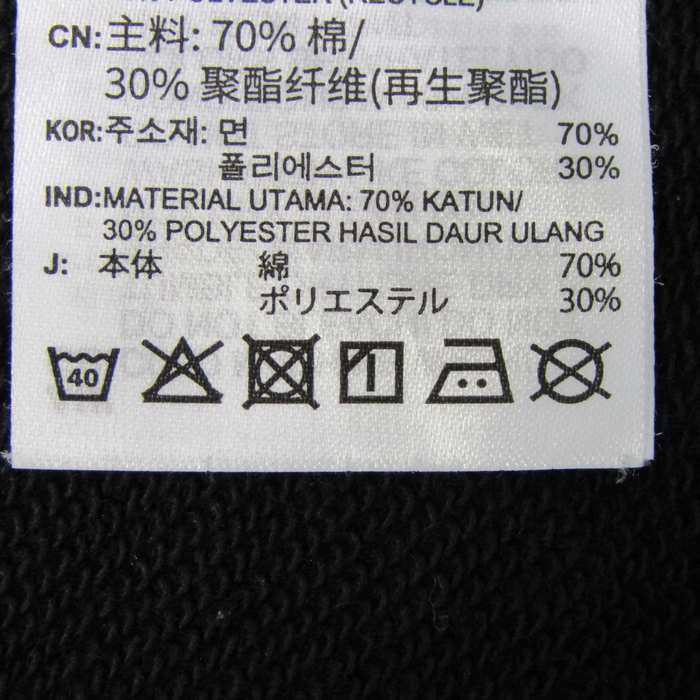 POLYESTER (RECYCLE)
CN: 主料: 70% 棉/
30% 聚酯纤维(再生聚酯)
KOR: 주소재: 면 70%
폴리에스터 30%
IND: MATERIAL UTAMA: 70% KATUN/
30% POLYESTER HASIL DAUR ULANG
J: 本体 綿 70%
ポリエステル 30%
40